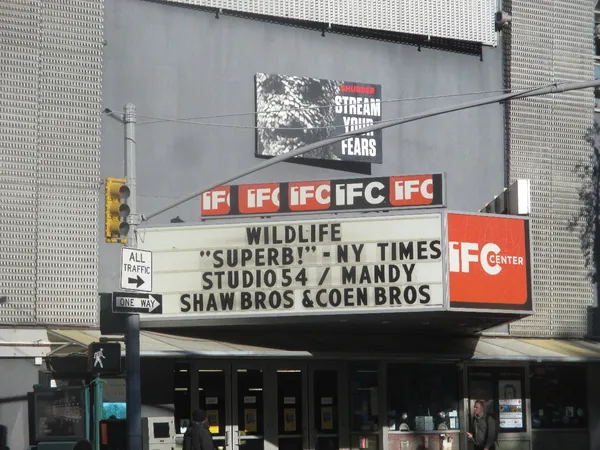 SHUDDER
STREAM
YOUR
FEARS
IFC IFC IFC IFC IFC
WILDLIFE
"SUPERB!" - NY TIMES
STUDIO 54 / MANDY
SHAW BROS & COEN BROS
IFC CENTER
ALL
TRAFFIC
ONE WAY